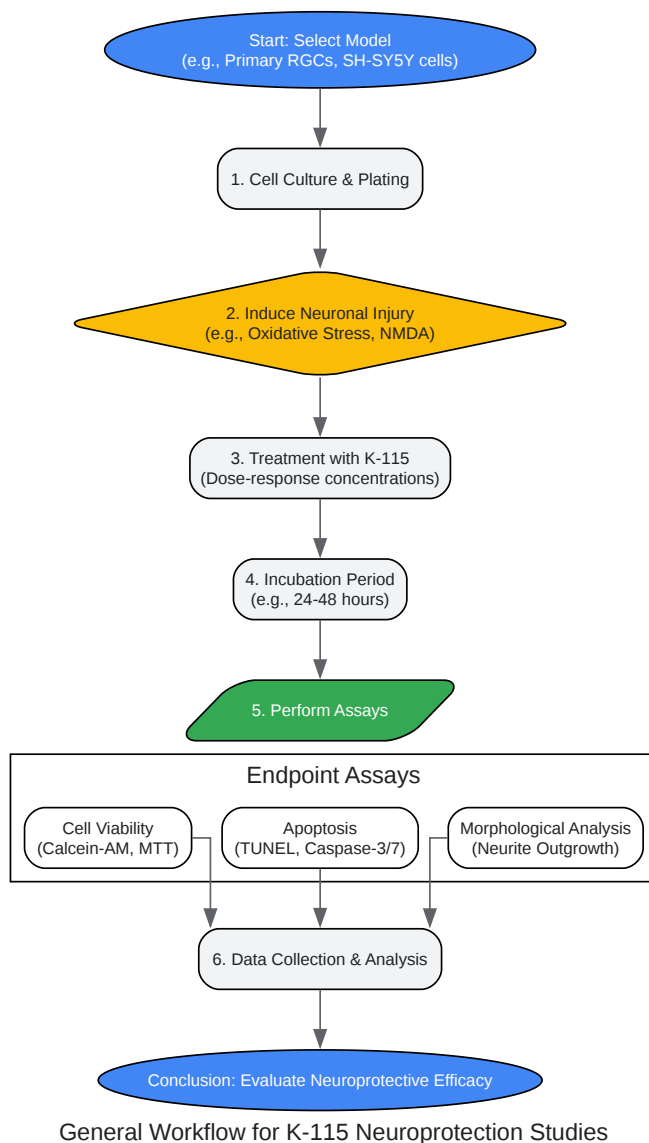 Start: Select Model
(e.g., Primary RGCs, SH-SY5Y cells)
1. Cell Culture & Plating
2. Induce Neuronal Injury
(e.g., Oxidative Stress, NMDA)
3. Treatment with K-115
(Dose-response concentrations)
4. Incubation Period
(e.g., 24-48 hours)
5. Perform Assays
Endpoint Assays
Cell Viability
(Calcein-AM, MTT)
Apoptosis
(TUNEL, Caspase-3/7)
Morphological Analysis
(Neurite Outgrowth)
6. Data Collection & Analysis
Conclusion: Evaluate Neuroprotective Efficacy
General Workflow for K-115 Neuroprotection Studies